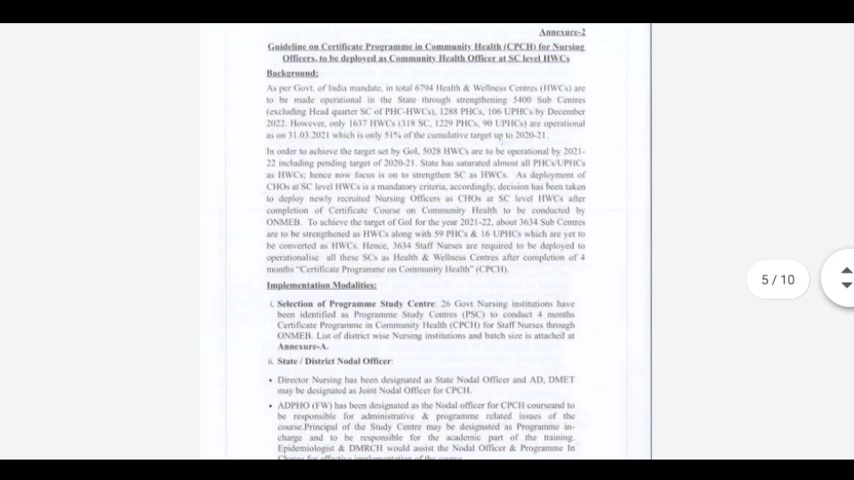 Annexure-2
Guideline on Certificate Programme in Community Health (CPCH) for Nursing
Officers, to be deployed as Community Health Officer at SC level HWCs
Background:
As per Govt. of India mandate, in total 6794 Health & Wellness Centres (HWCs) are
to be made operational in the State through strengthening 5400 Sub Centres
(excluding Head quarter SC of PHC-HWCs), 1288 PHCs, 106 UPHCs by December
2022. However, only 1637 HWCs (318 SC, 1229 PHCs, 90 UPHCs) are operational
as on 31.03.2021 which is only 51% of the cumulative target up to 2020-21.
In order to achieve the target set by GoI, 5028 HWCs are to be operational by 2021-
22 including pending target of 2020-21. State has saturated almost all PHCs/UPHCs
as HWCs; hence now focus is on to strengthen SC as HWCs. As deployment of
CHOs at SC level HWCs is a mandatory criteria, accordingly, decision has been taken
to deploy newly recruited Nursing Officers as CHOs at SC level HWCs after
completion of Certificate Course on Community Health to be conducted by
ONMEB. To achieve the target of GoI for the year 2021-22, about 3634 Sub Centres
are to be strengthened as HWCs along with 59 PHCs & 16 UPHCs which are yet to
be converted as HWCs. Hence, 3634 Staff Nurses are required to be deployed to
operationalise all these SCs as Health & Wellness Centres after completion of 4
months "Certificate Programme on Community Health" (CPCH).
Implementation Modalities:
i. Selection of Programme Study Centre: 26 Govt Nursing institutions have
been identified as Programme Study Centres (PSC) to conduct 4 months
Certificate Programme in Community Health (CPCH) for Staff Nurses through
ONMEB. List of district wise Nursing institutions and batch size is attached at
Annexure-A.
ii. State / District Nodal Officer:
• Director Nursing has been designated as State Nodal Officer and AD, DMET
may be designated as Joint Nodal Officer for CPCH.
• ADPHO (FW) has been designated as the Nodal officer for CPCH courseand to
be responsible for administrative & programme related issues of the
course.Principal of the Study Centre may be designated as Programme in-
charge and to be responsible for the academic part of the training.
Epidemiologist & DMRCH would assist the Nodal Officer & Programme In
Charge for effective implementation of the course
5 / 10